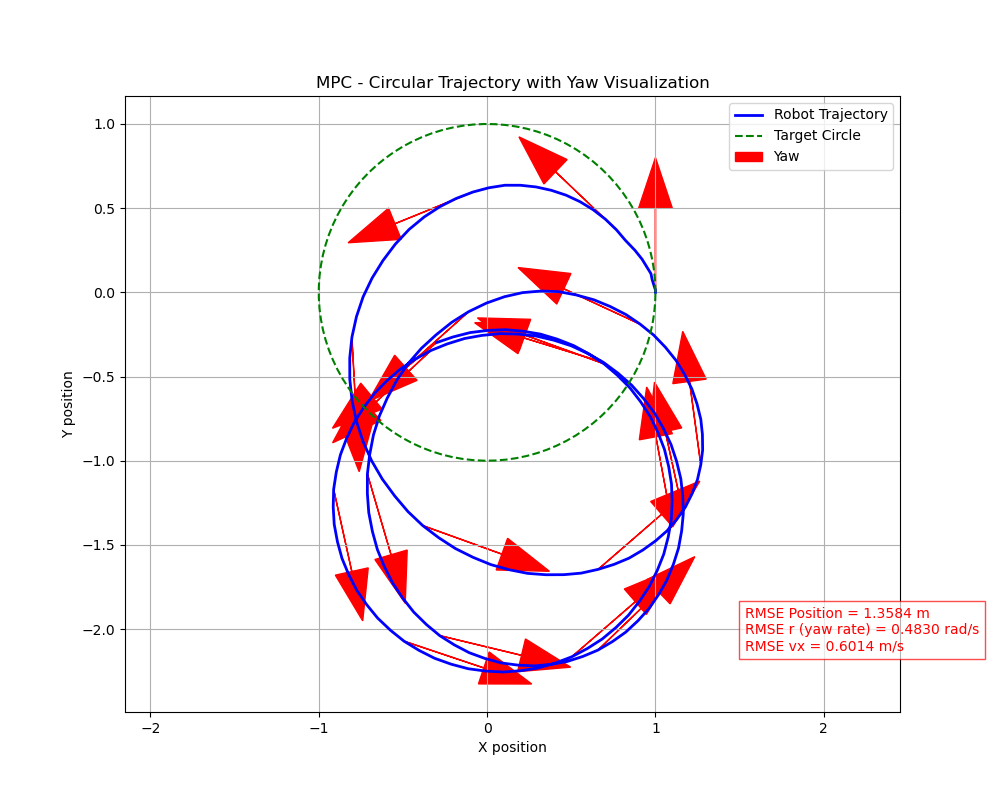 MPC - Circular Trajectory with Yaw Visualization
Robot Trajectory
Target Circle
Yaw
1.0
0.5
0.0
−0.5
−1.0
−1.5
−2.0
Y position
RMSE Position = 1.3584 m
RMSE r (yaw rate) = 0.4830 rad/s
RMSE vx = 0.6014 m/s
−2
−1
0
1
2
X position